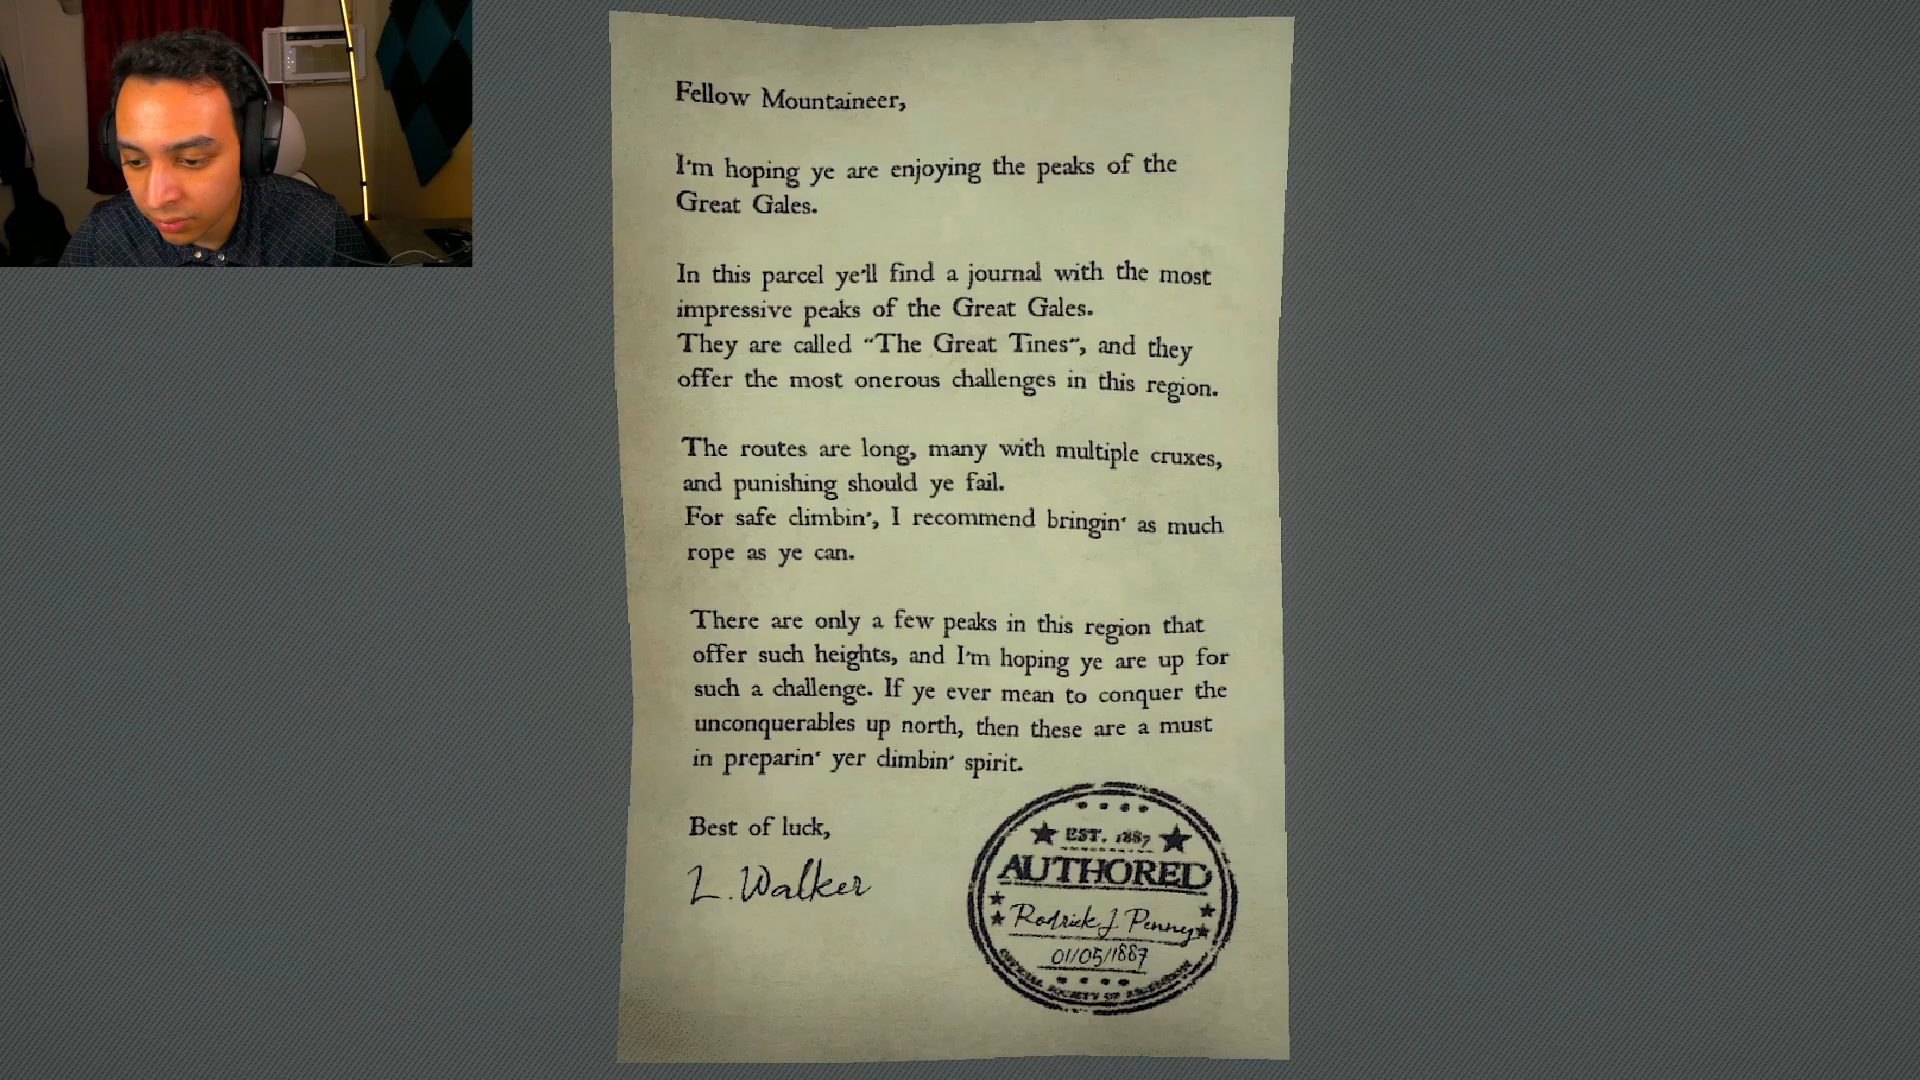 Fellow Mountaineer,
I'm hoping ye are enjoying the peaks of the
Great Gales.
In this parcel ye'll find a journal with the most
impressive peaks of the Great Gales.
They are called "The Great Tines", and they
offer the most onerous challenges in this region.
The routes are long, many with multiple cruxes,
and punishing should ye fail.
For safe climbin', I recommend bringin' as much
rope as ye can.
There are only a few peaks in this region that
offer such heights, and I'm hoping ye are up for
such a challenge. If ye ever mean to conquer the
unconquerables up north, then these are a must
in preparin' yer climbin' spirit.
Best of luck,
L. Walker
EST. 1887
AUTHORED
Rodrick J Penny
01/05/1887
SOCIETY OF